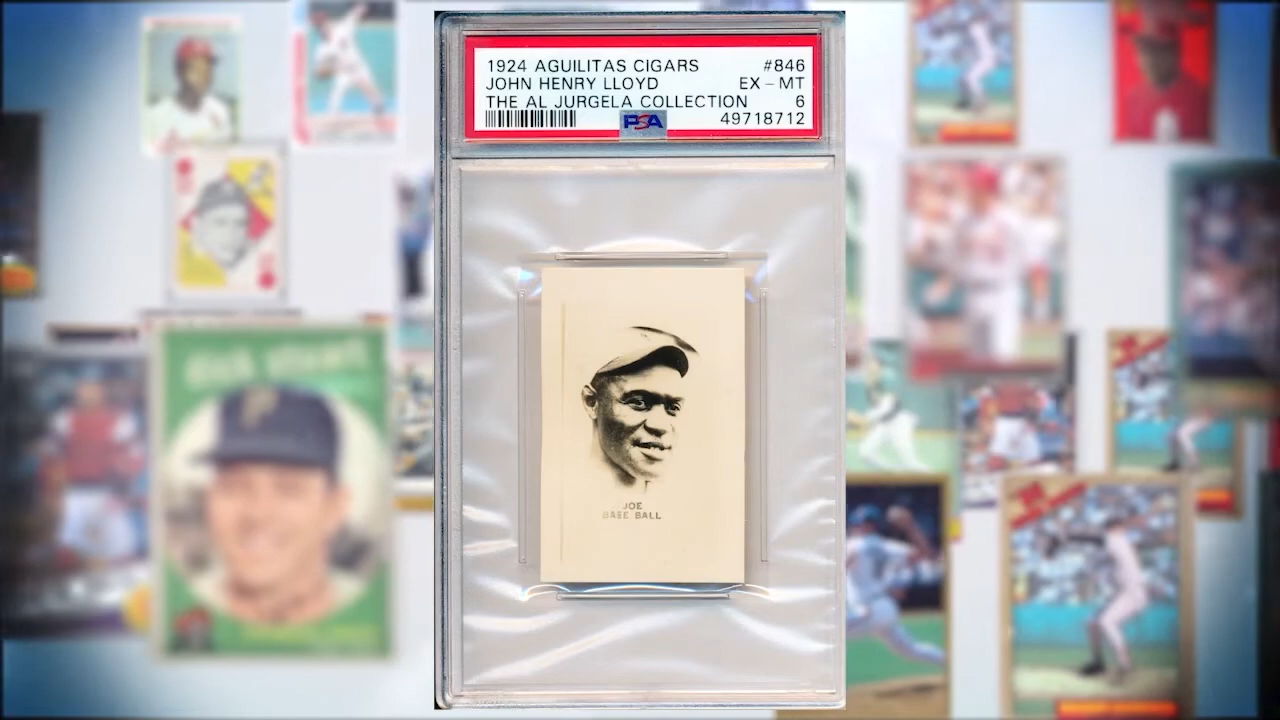 1924 AGUILITAS CIGARS #846
JOHN HENRY LLOYD EX - MT
THE AL JURGELA COLLECTION 6
PSA 49718712
JOE
BASE BALL